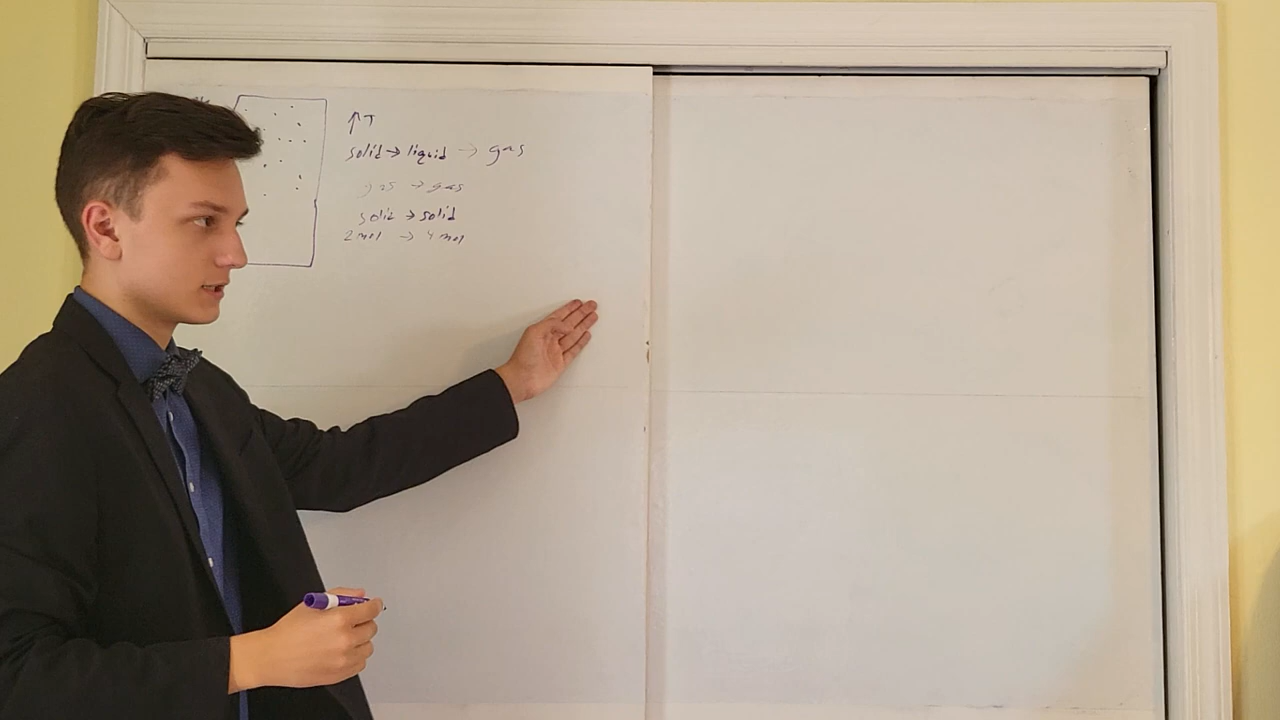 ↑T
solid → liquid → gas
gas → gas
solid → solid
2 mol → 4 mol